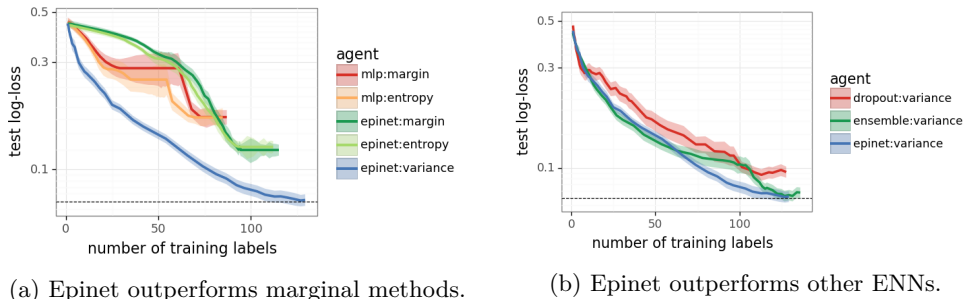 0.5
0.3
0.1
test log-loss
0
50
100
number of training labels
agent
mlp:margin
mlp:entropy
epinet:margin
epinet:entropy
epinet:variance
(a) Epinet outperforms marginal methods.
0.5
0.3
0.1
test log-loss
0
50
100
number of training labels
agent
dropout:variance
ensemble:variance
epinet:variance
(b) Epinet outperforms other ENNs.